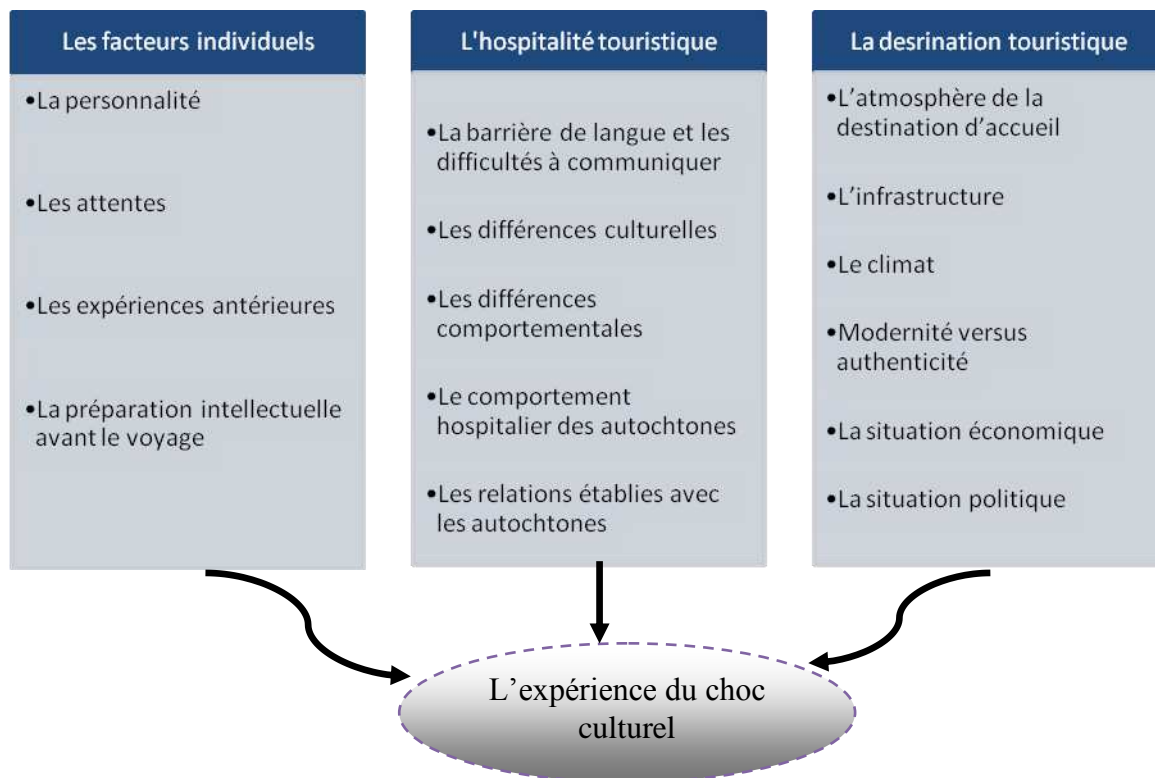 Les facteurs individuels
•La personnalité
•Les attentes
•Les expériences antérieures
•La préparation intellectuelle
avant le voyage
L'hospitalité touristique
•La barrière de langue et les
difficultés à communiquer
•Les différences culturelles
•Les différences
comportementales
•Le comportement
hospitalier des autochtones
•Les relations établies avec
les autochtones
La desrination touristique
•L’atmosphère de la
destination d’accueil
•L’infrastructure
•Le climat
•Modernité versus
authenticité
•La situation économique
•La situation politique
L’expérience du choc
culturel